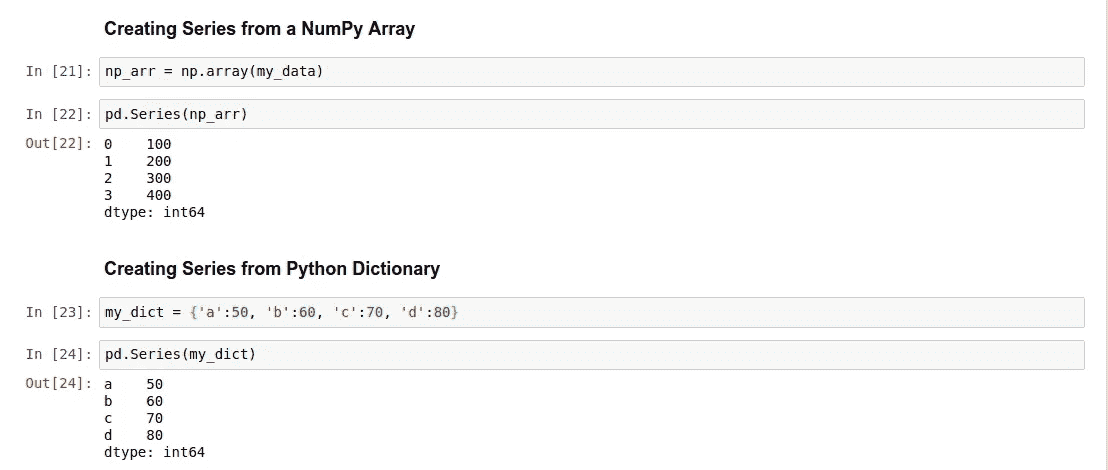 Creating Series from a NumPy Array
In [21]: np_arr = np.array(my_data)
In [22]: pd.Series(np_arr)
Out[22]: 0    100
1    200
2    300
3    400
dtype: int64
Creating Series from Python Dictionary
In [23]: my_dict = {'a':50, 'b':60, 'c':70, 'd':80}
In [24]: pd.Series(my_dict)
Out[24]: a    50
b    60
c    70
d    80
dtype: int64